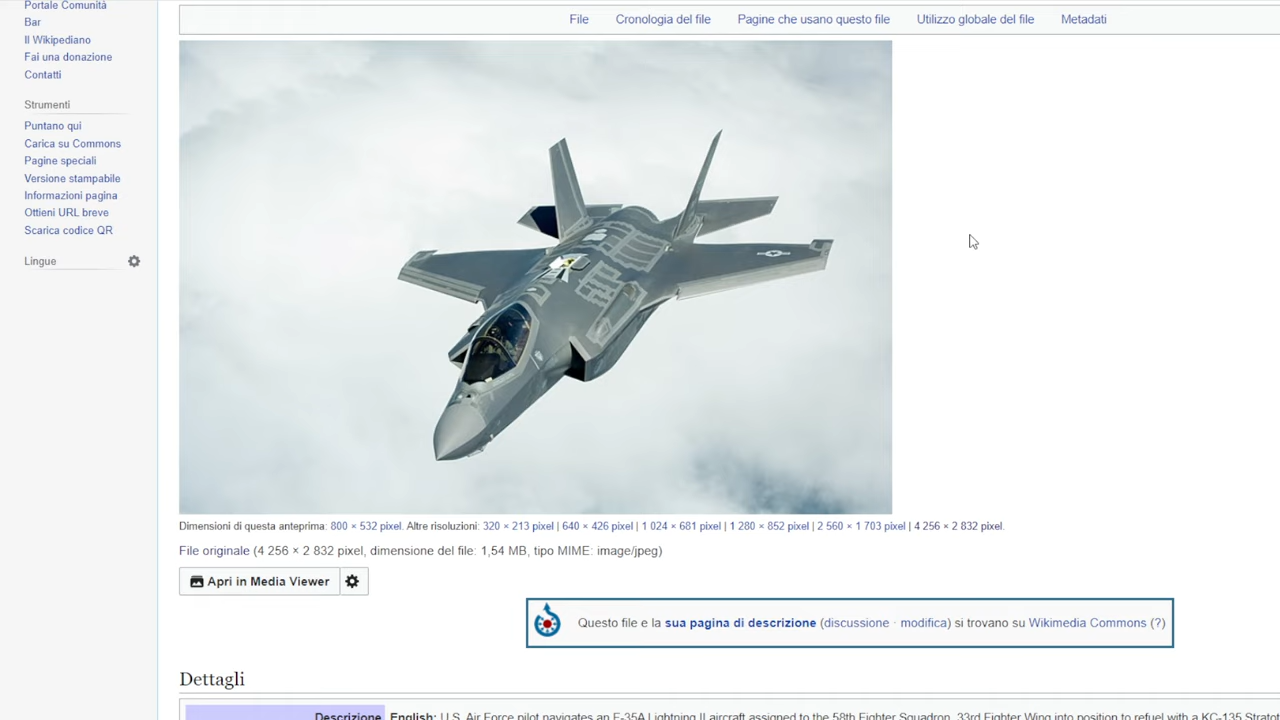 Portale Comunità
Bar
Il Wikipediano
Fai una donazione
Contatti
Strumenti
Puntano qui
Carica su Commons
Pagine speciali
Versione stampabile
Informazioni pagina
Ottieni URL breve
Scarica codice QR
Lingue
File Cronologia del file Pagine che usano questo file Utilizzo globale del file Metadati
Dimensioni di questa anteprima: 800 × 532 pixel. Altre risoluzioni: 320 × 213 pixel | 640 × 426 pixel | 1 024 × 681 pixel | 1 280 × 852 pixel | 2 560 × 1 703 pixel | 4 256 × 2 832 pixel.
File originale (4 256 × 2 832 pixel, dimensione del file: 1,54 MB, tipo MIME: image/jpeg)
Apri in Media Viewer
Questo file e la sua pagina di descrizione (discussione · modifica) si trovano su Wikimedia Commons (?)
Dettagli
Descrizione English: U.S. Air Force pilot navigates an F-35A Lightning II aircraft assigned to the 58th Fighter Squadron, 33rd Fighter Wing into position to refuel with a KC-135 Stratot